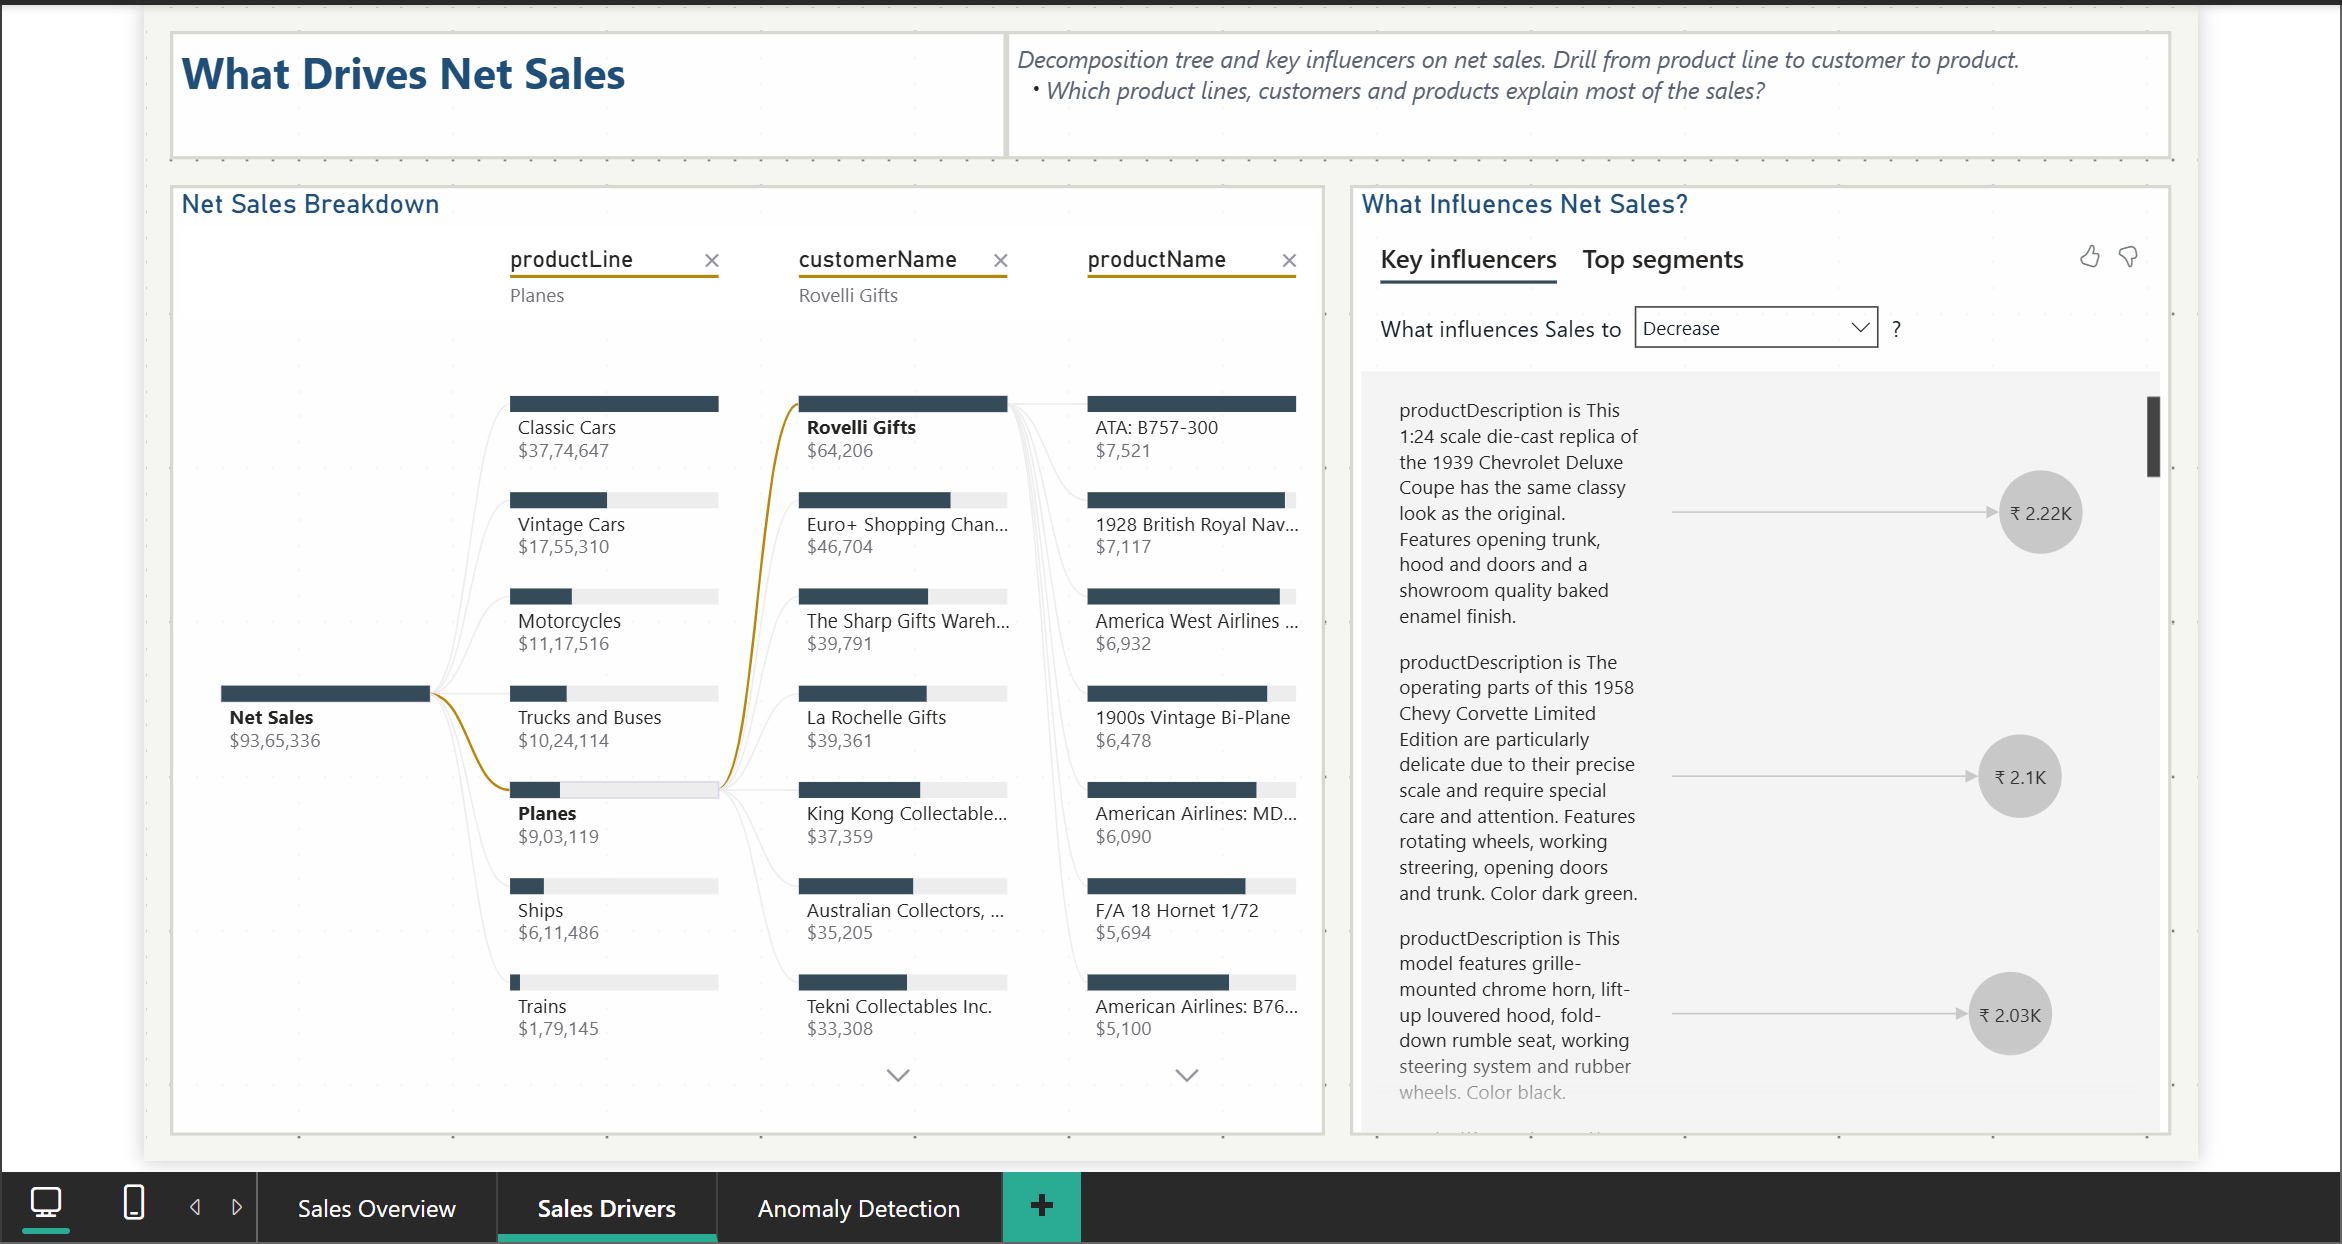 What Drives Net Sales
Decomposition tree and key influencers on net sales. Drill from product line to customer to product.
• Which product lines, customers and products explain most of the sales?
Net Sales Breakdown
productLine ×
Planes
customerName ×
Rovelli Gifts
productName ×
Net Sales
$93,65,336
Classic Cars
$37,74,647
Vintage Cars
$17,55,310
Motorcycles
$11,17,516
Trucks and Buses
$10,24,114
Planes
$9,03,119
Ships
$6,11,486
Trains
$1,79,145
Rovelli Gifts
$64,206
Euro+ Shopping Chan...
$46,704
The Sharp Gifts Wareh...
$39,791
La Rochelle Gifts
$39,361
King Kong Collectable...
$37,359
Australian Collectors, ...
$35,205
Tekni Collectables Inc.
$33,308
ATA: B757-300
$7,521
1928 British Royal Nav...
$7,117
America West Airlines ...
$6,932
1900s Vintage Bi-Plane
$6,478
American Airlines: MD...
$6,090
F/A 18 Hornet 1/72
$5,694
American Airlines: B76...
$5,100
What Influences Net Sales?
Key influencers Top segments
What influences Sales to Decrease ?
productDescription is This
1:24 scale die-cast replica of
the 1939 Chevrolet Deluxe
Coupe has the same classy
look as the original.
Features opening trunk,
hood and doors and a
showroom quality baked
enamel finish.
₹ 2.22K
productDescription is The
operating parts of this 1958
Chevy Corvette Limited
Edition are particularly
delicate due to their precise
scale and require special
care and attention. Features
rotating wheels, working
streering, opening doors
and trunk. Color dark green.
₹ 2.1K
productDescription is This
model features grille-
mounted chrome horn, lift-
up louvered hood, fold-
down rumble seat, working
steering system and rubber
wheels. Color black.
₹ 2.03K
Sales Overview Sales Drivers Anomaly Detection +